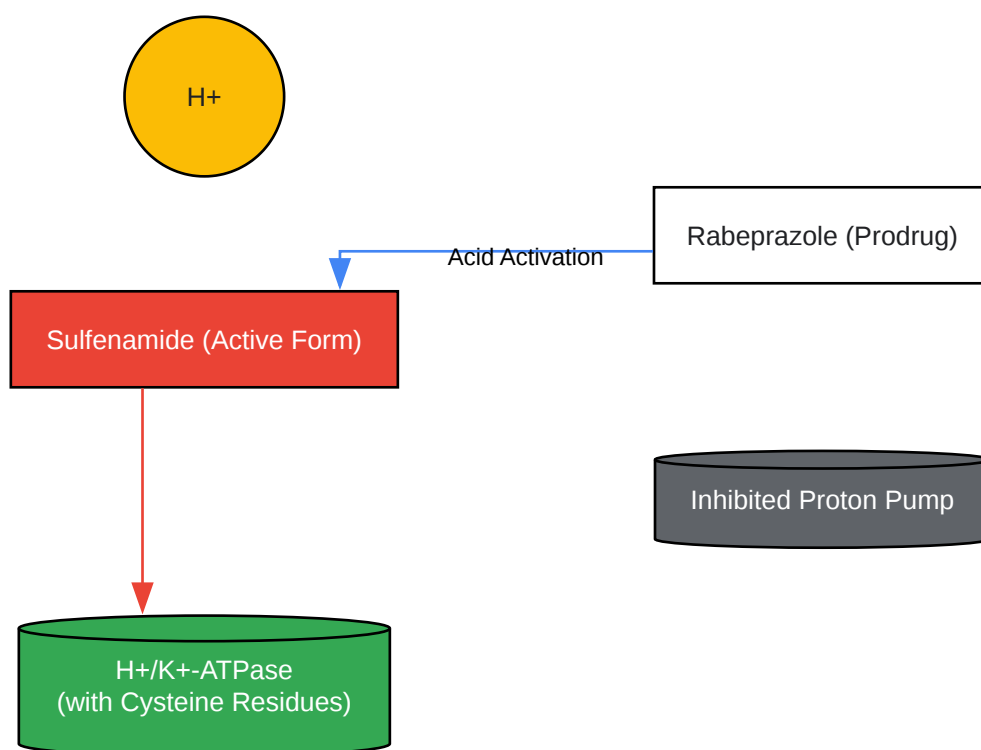 H+
Rabeprazole (Prodrug)
Acid Activation
Sulfenamide (Active Form)
Inhibited Proton Pump
H+/K+-ATPase
(with Cysteine Residues)